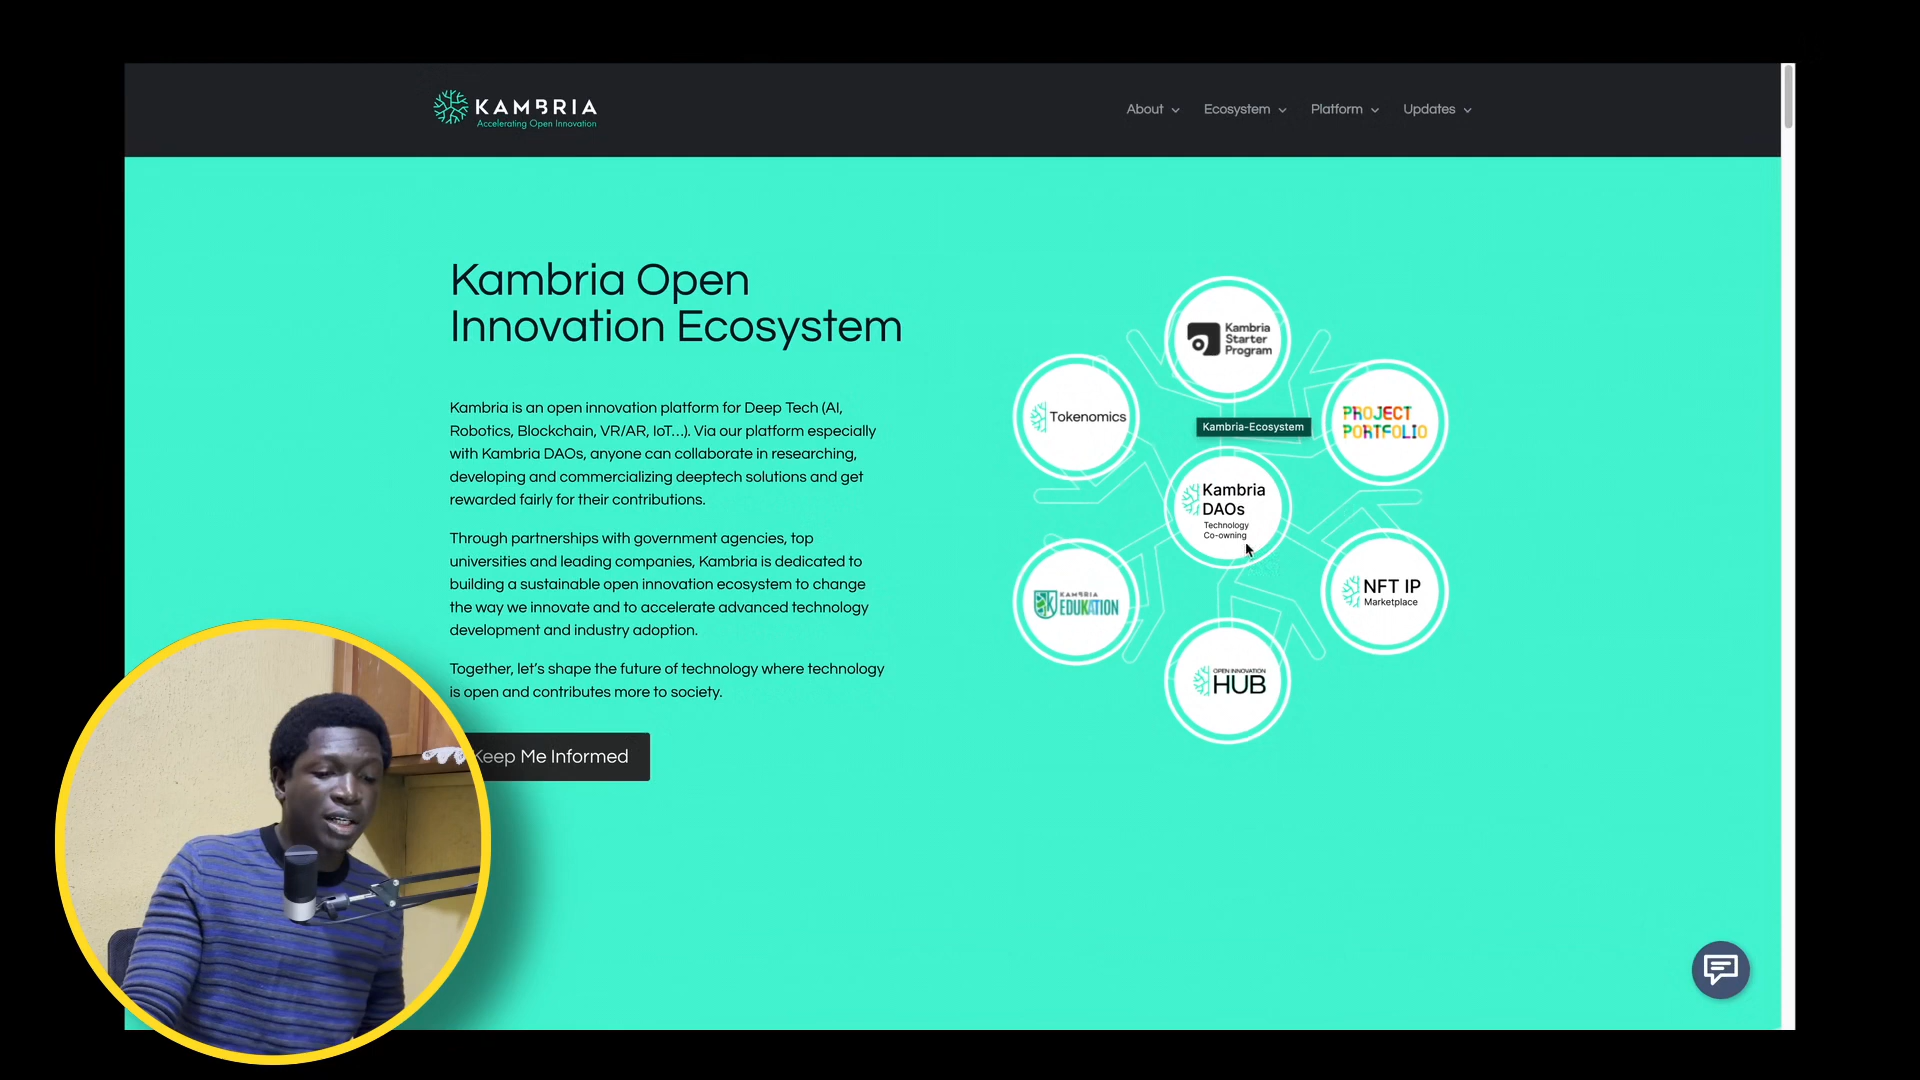 KAMBRIA
Accelerating Open Innovation
About
Ecosystem
Platform
Updates
Kambria Open
Innovation Ecosystem
Kambria is an open innovation platform for Deep Tech (AI,
Robotics, Blockchain, VR/AR, IoT...). Via our platform especially
with Kambria DAOs, anyone can collaborate in researching,
developing and commercializing deeptech solutions and get
rewarded fairly for their contributions.
Through partnerships with government agencies, top
universities and leading companies, Kambria is dedicated to
building a sustainable open innovation ecosystem to change
the way we innovate and to accelerate advanced technology
development and industry adoption.
Together, let's shape the future of technology where technology
is open and contributes more to society.
Keep Me Informed
Kambria
Starter
Program
Tokenomics
PROJECT
PORTFOLIO
Kambria-Ecosystem
Kambria
DAOs
Technology
Co-owning
KAMBRIA
EDUKATION
NFT IP
Marketplace
OPEN INNOVATION
HUB